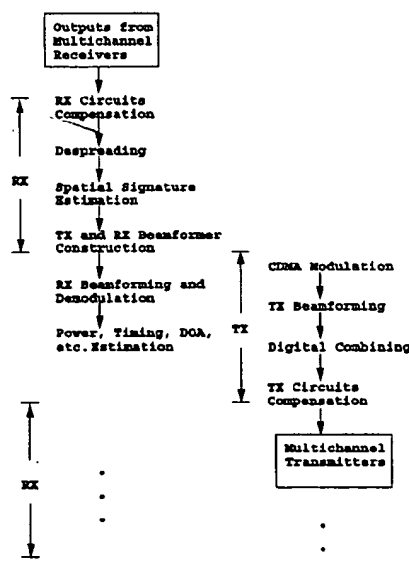 Outputs from
Multichannel
Receivers
RX Circuits
Compensation
Despreading
RX
Spatial Signature
Estimation
TX and RX Beamformer
Construction
CDMA Modulation
RX Beamforming and
Demodulation
TX Beamforming
Power, Timing, DOA,
etc. Estimation
TX
Digital Combining
TX Circuits
Compensation
Multichannel
Transmitters
RX